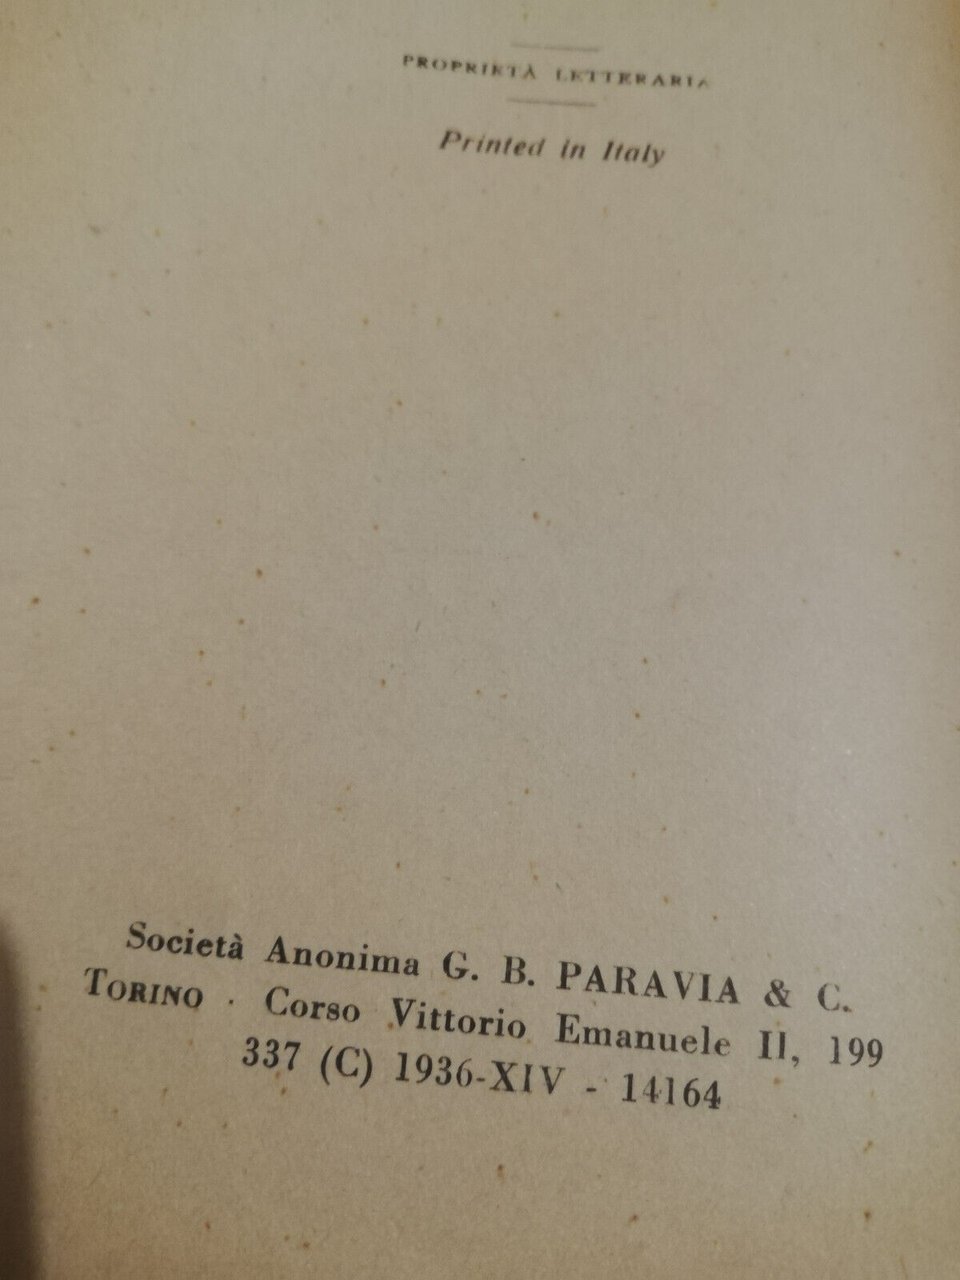 PROPRIETÀ LETTERARIA
Printed in Italy
Società Anonima G. B. PARAVIA & C.
TORINO · Corso Vittorio Emanuele II, 199
337 (C) 1936-XIV - 14164